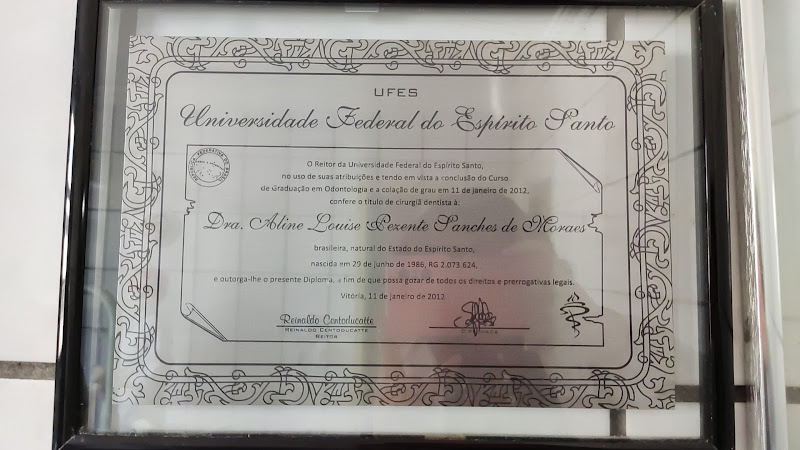 UFES
Universidade Federal do Espírito Santo
O Reitor da Universidade Federal do Espírito Santo,
no uso de suas atribuições e tendo em vista a conclusão do Curso
de Graduação em Odontologia e a colação de grau em 11 de janeiro de 2012,
confere o titulo de cirurgiã dentista à:
Dra. Aline Louise Pezente Sanches de Moraes
brasileira, natural do Estado do Espírito Santo,
nascida em 29 de junho de 1986, RG 2.073.624,
e outorga-lhe o presente Diploma, a fim de que possa gozar de todos os direitos e prerrogativas legais.
Vitória, 11 de janeiro de 2012
Reinaldo Centoducatte
Reinaldo Centoducatte
Reitor